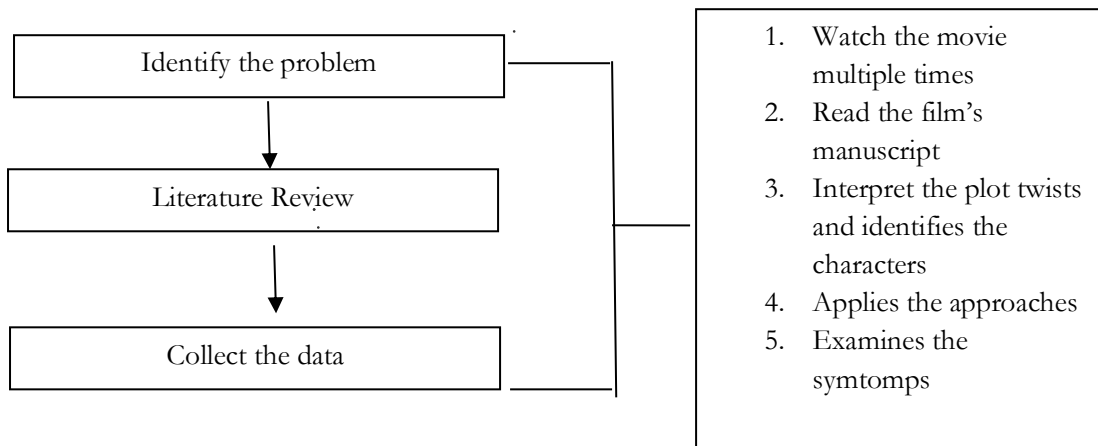 Identify the problem
Literature Review
Collect the data
1. Watch the movie
multiple times
2. Read the film’s
manuscript
3. Interpret the plot twists
and identifies the
characters
4. Applies the approaches
5. Examines the
symtomps